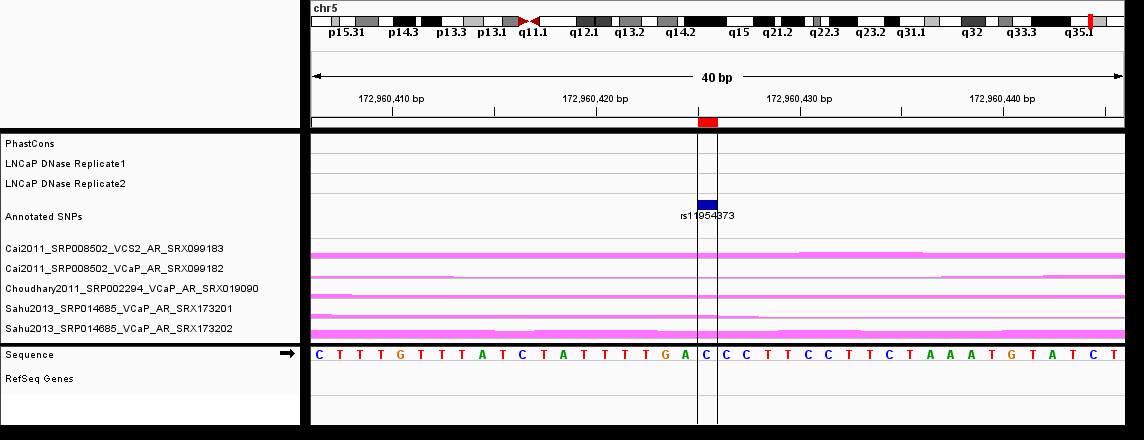 chr5
p15.31 p14.3 p13.3 p13.1 q11.1 q12.1 q13.2 q14.2 q15 q21.2 q22.3 q23.2 q31.1 q32 q33.3 q35.1
40 bp
172,960,410 bp 172,960,420 bp 172,960,430 bp 172,960,440 bp
PhastCons
LNCaP DNase Replicate1
LNCaP DNase Replicate2
Annotated SNPs
rs11954373
Cai2011_SRP008502_VCS2_AR_SRX099183
Cai2011_SRP008502_VCaP_AR_SRX099182
Choudhary2011_SRP002294_VCaP_AR_SRX019090
Sahu2013_SRP014685_VCaP_AR_SRX173201
Sahu2013_SRP014685_VCaP_AR_SRX173202
Sequence C T T T G T T T A T C T A T T T T G A C C C T T C C T T C T A A A T G T A T C T
RefSeq Genes